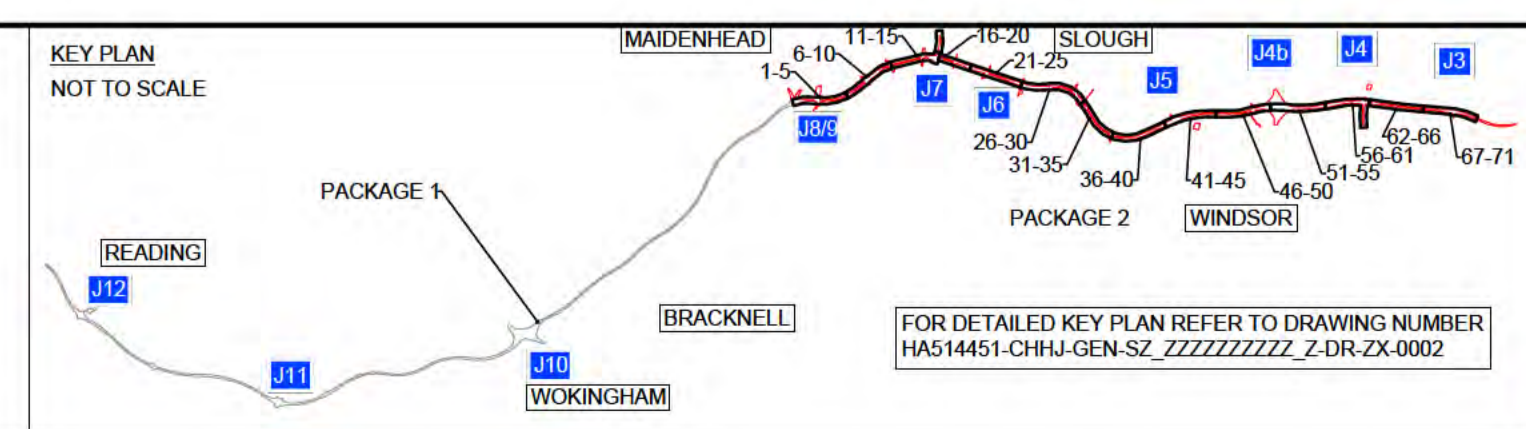 KEY PLAN
NOT TO SCALE
MAIDENHEAD
11-15
16-20
SLOUGH
J4b
J4
J3
6-10
1-5
21-25
J7
J6
J5
J8/9
26-30
31-35
36-40
41-45
46-50
51-55
56-61
62-66
67-71
PACKAGE 1
PACKAGE 2
WINDSOR
READING
J12
BRACKNELL
FOR DETAILED KEY PLAN REFER TO DRAWING NUMBER
HA514451-CHHJ-GEN-SZ_ZZZZZZZZZZ_Z-DR-ZX-0002
J11
J10
WOKINGHAM